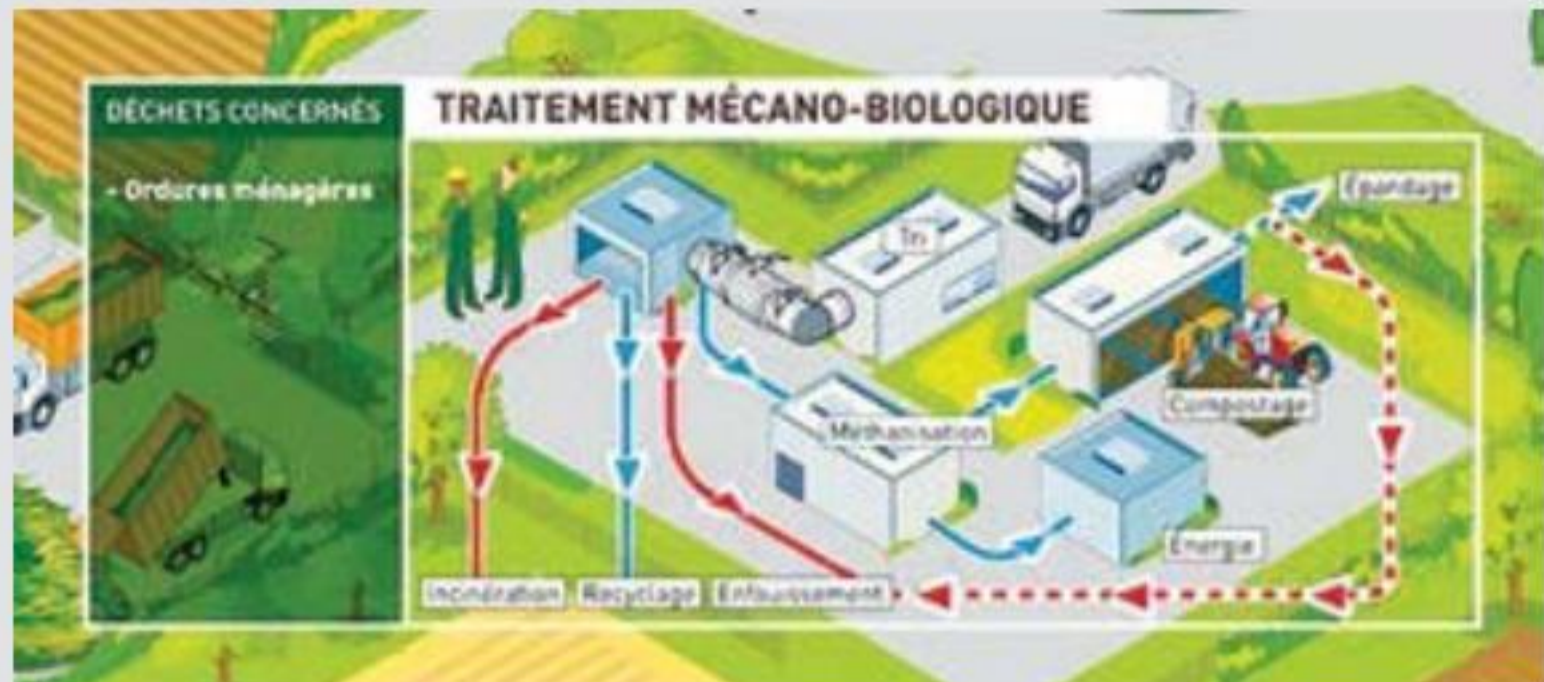 DÉCHETS CONCERNÉS
- Ordures ménagères
TRAITEMENT MÉCANO-BIOLOGIQUE
Épandage
Tri
Compostage
Méthanisation
Énergie
Incinération
Recyclage
Enfouissement